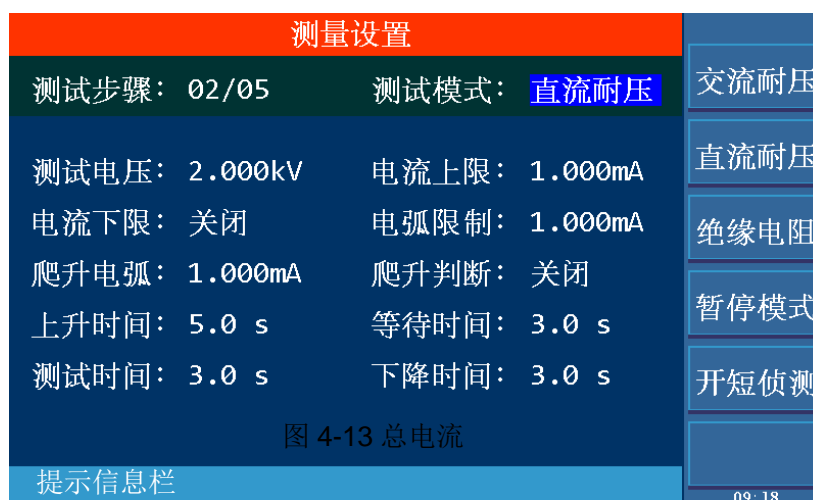 测量设置
测试步骤： 02/05 测试模式： 直流耐压
测试电压： 2.000kV 电流上限： 1.000mA
电流下限： 关闭 电弧限制： 1.000mA
爬升电弧： 1.000mA 爬升判断： 关闭
上升时间： 5.0 s 等待时间： 3.0 s
测试时间： 3.0 s 下降时间： 3.0 s
图 4-13 总电流
提示信息栏
交流耐压
直流耐压
绝缘电阻
暂停模式
开短侦测
09:18